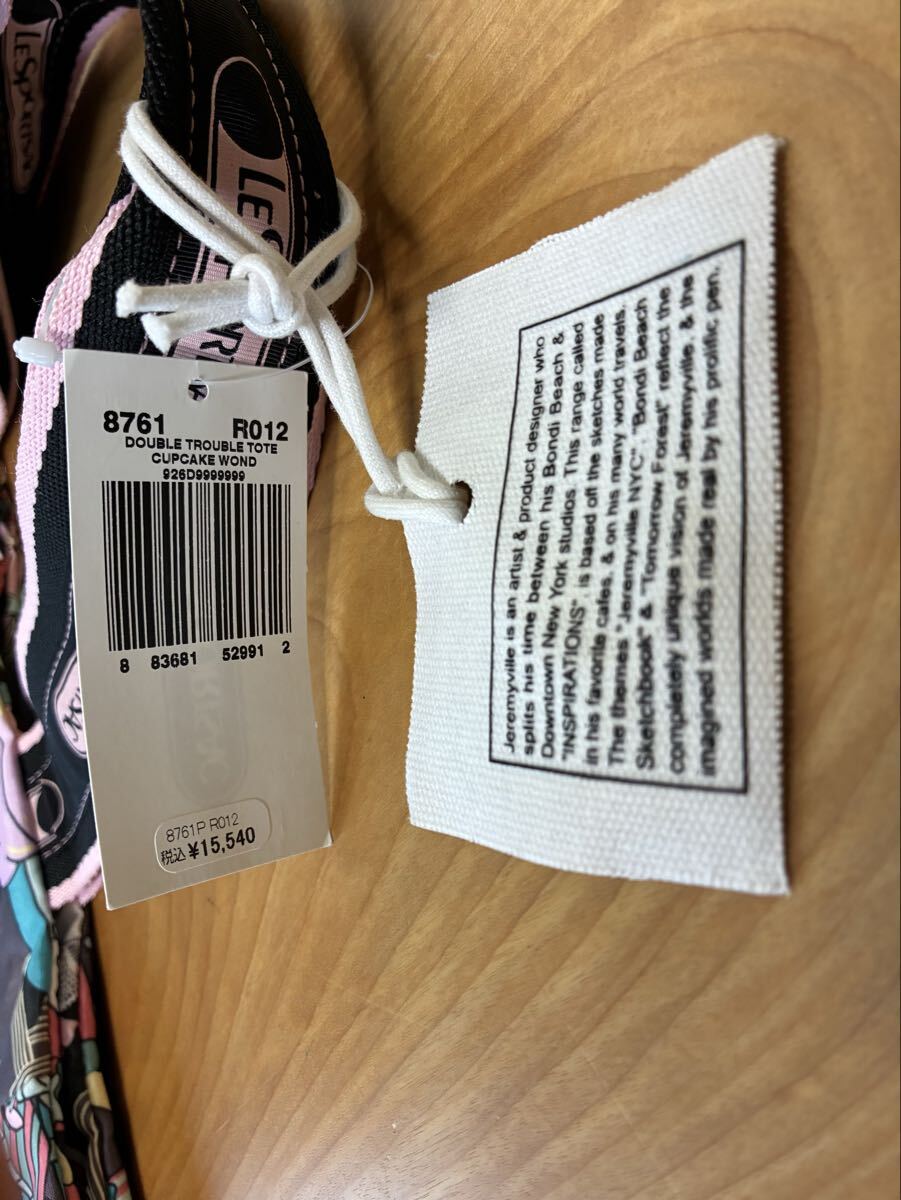 LESPORTSAC
8761 R012
DOUBLE TROUBLE TOTE
CUPCAKE WOND
926D9999999
8 83681 52991 2
8761P R012
税込 ¥15,540
Jeremyville is an artist & product designer who
splits his time between his Bondi Beach &
Downtown New York studios. This range called
"INSPIRATIONS" , is based off the sketches made
in his favorite cafes, & on his many world travels.
The themes "Jeremyville NYC", "Bondi Beach
Sketchbook" & "Tomorrow Forest" reflect the
completely unique vision of Jeremyville, & the
imagined worlds made real by his prolific, pen.